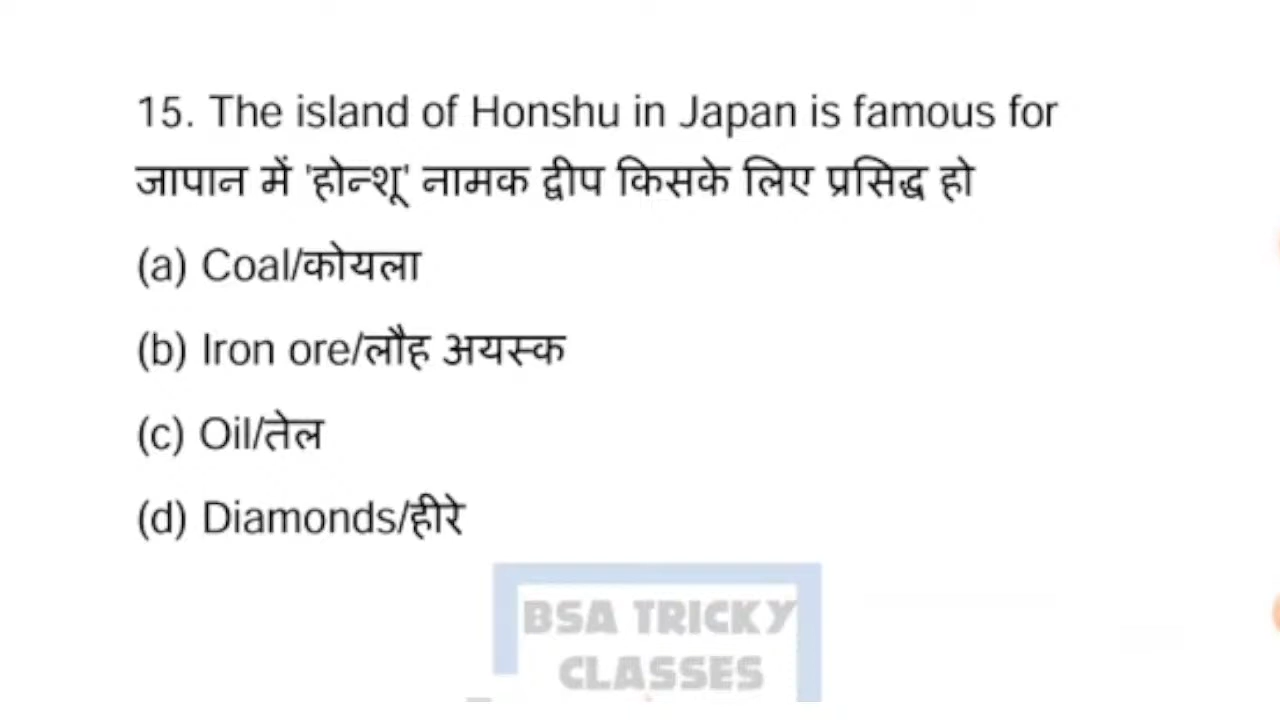 15. The island of Honshu in Japan is famous for
जापान में 'होन्शू' नामक द्वीप किसके लिए प्रसिद्ध हो
(a) Coal/कोयला
(b) Iron ore/लौह अयस्क
(c) Oil/तेल
(d) Diamonds/हीरे
BSA TRICKY
CLASSES